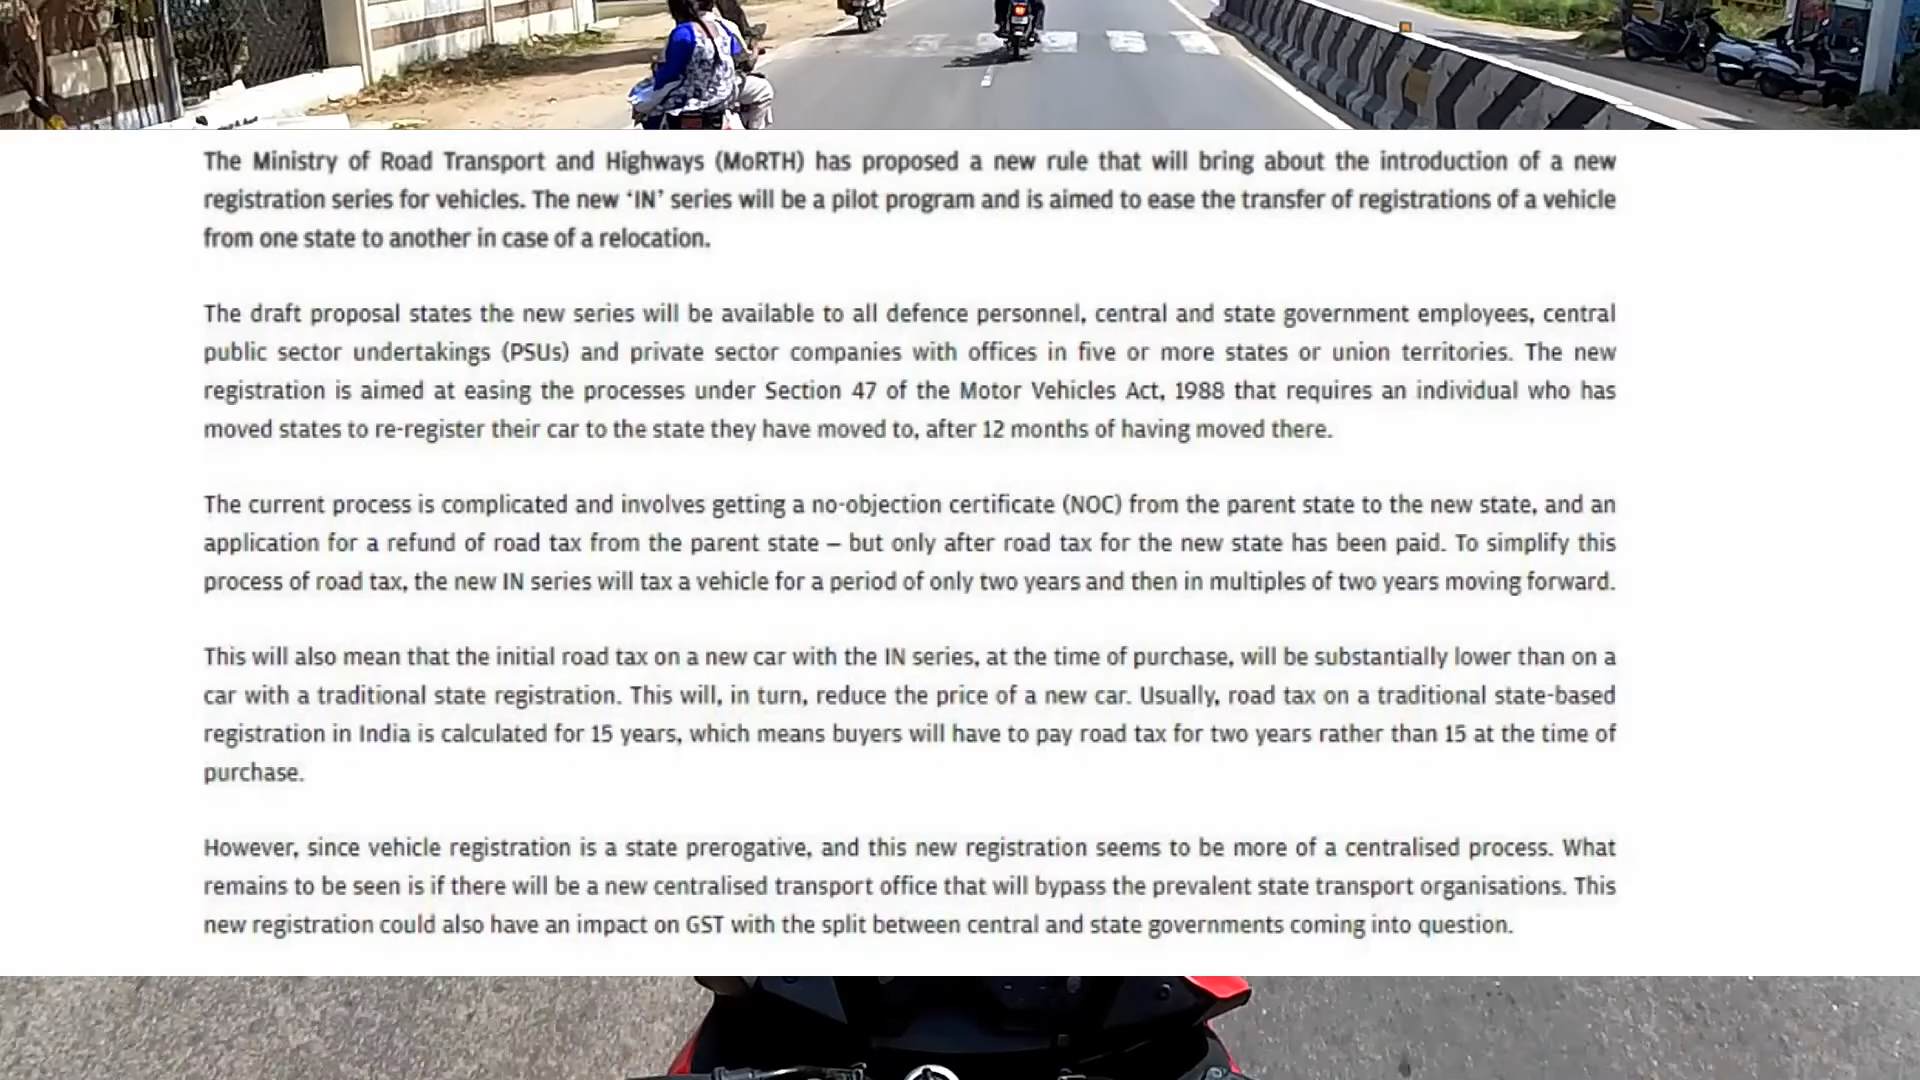 The Ministry of Road Transport and Highways (MoRTH) has proposed a new rule that will bring about the introduction of a new
registration series for vehicles. The new ‘IN’ series will be a pilot program and is aimed to ease the transfer of registrations of a vehicle
from one state to another in case of a relocation.
The draft proposal states the new series will be available to all defence personnel, central and state government employees, central
public sector undertakings (PSUs) and private sector companies with offices in five or more states or union territories. The new
registration is aimed at easing the processes under Section 47 of the Motor Vehicles Act, 1988 that requires an individual who has
moved states to re-register their car to the state they have moved to, after 12 months of having moved there.
The current process is complicated and involves getting a no-objection certificate (NOC) from the parent state to the new state, and an
application for a refund of road tax from the parent state – but only after road tax for the new state has been paid. To simplify this
process of road tax, the new IN series will tax a vehicle for a period of only two years and then in multiples of two years moving forward.
This will also mean that the initial road tax on a new car with the IN series, at the time of purchase, will be substantially lower than on a
car with a traditional state registration. This will, in turn, reduce the price of a new car. Usually, road tax on a traditional state-based
registration in India is calculated for 15 years, which means buyers will have to pay road tax for two years rather than 15 at the time of
purchase.
However, since vehicle registration is a state prerogative, and this new registration seems to be more of a centralised process. What
remains to be seen is if there will be a new centralised transport office that will bypass the prevalent state transport organisations. This
new registration could also have an impact on GST with the split between central and state governments coming into question.